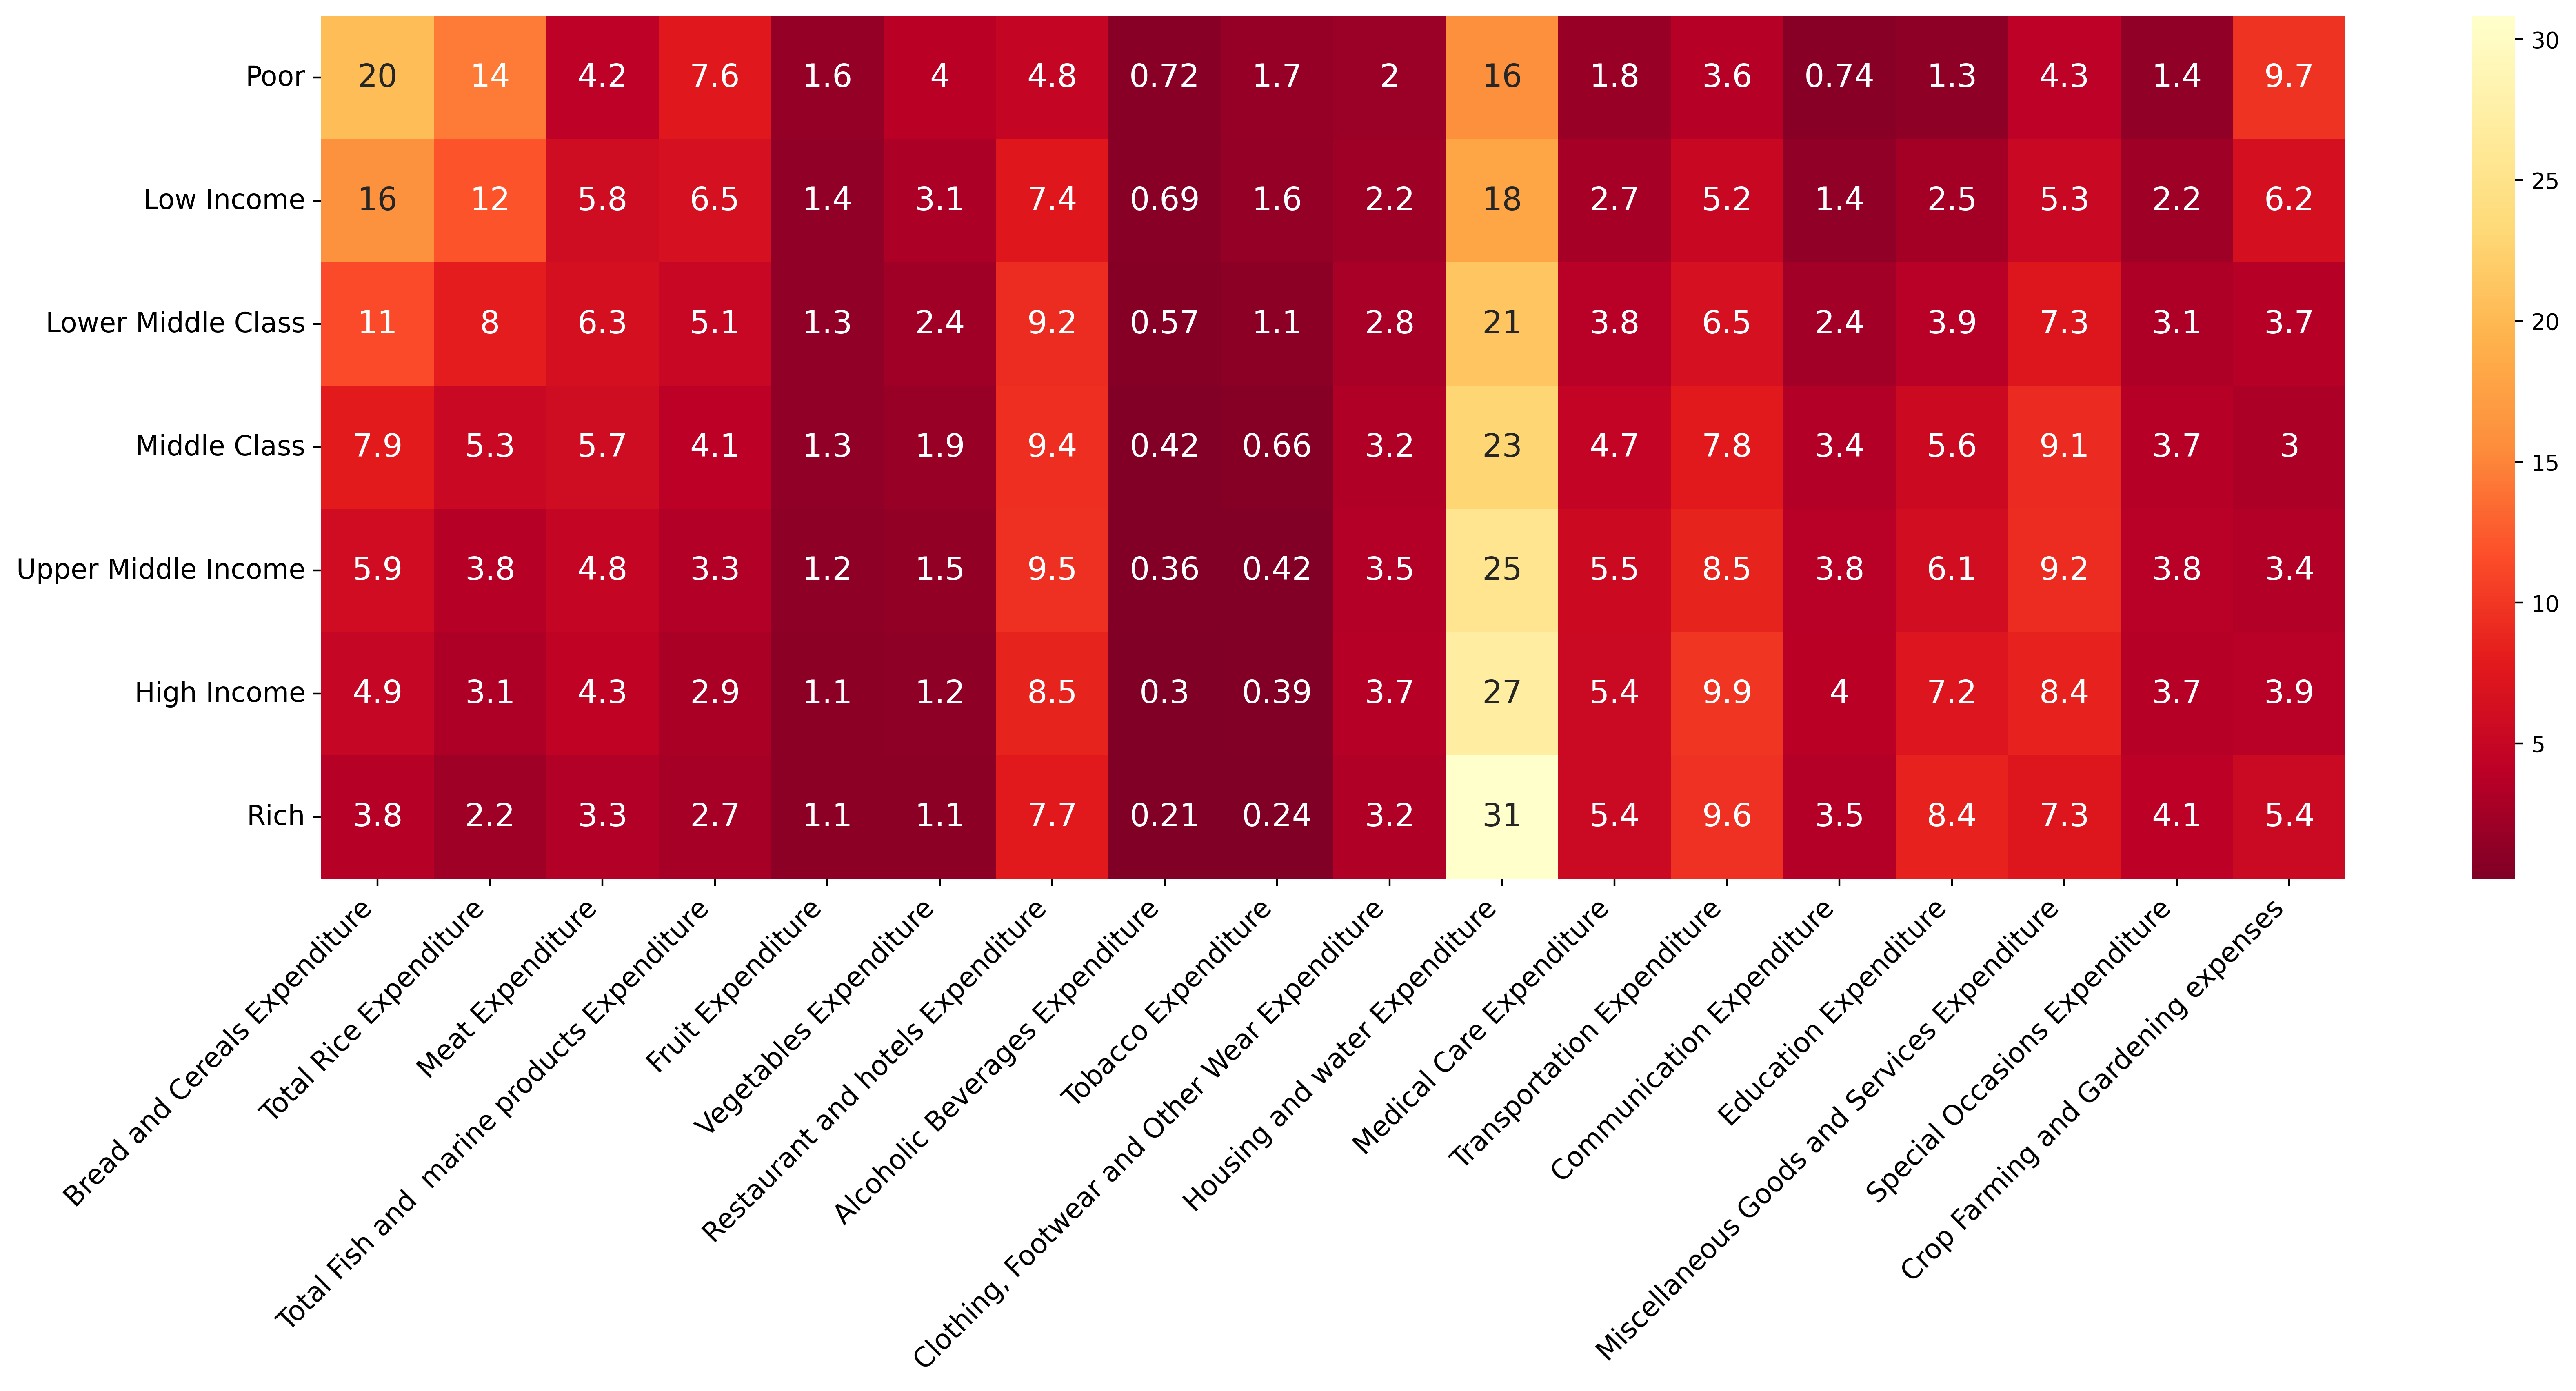 Poor 20 14 4.2 7.6 1.6 4 4.8 0.72 1.7 2 16 1.8 3.6 0.74 1.3 4.3 1.4 9.7
Low Income 16 12 5.8 6.5 1.4 3.1 7.4 0.69 1.6 2.2 18 2.7 5.2 1.4 2.5 5.3 2.2 6.2
Lower Middle Class 11 8 6.3 5.1 1.3 2.4 9.2 0.57 1.1 2.8 21 3.8 6.5 2.4 3.9 7.3 3.1 3.7
Middle Class 7.9 5.3 5.7 4.1 1.3 1.9 9.4 0.42 0.66 3.2 23 4.7 7.8 3.4 5.6 9.1 3.7 3
Upper Middle Income 5.9 3.8 4.8 3.3 1.2 1.5 9.5 0.36 0.42 3.5 25 5.5 8.5 3.8 6.1 9.2 3.8 3.4
High Income 4.9 3.1 4.3 2.9 1.1 1.2 8.5 0.3 0.39 3.7 27 5.4 9.9 4 7.2 8.4 3.7 3.9
Rich 3.8 2.2 3.3 2.7 1.1 1.1 7.7 0.21 0.24 3.2 31 5.4 9.6 3.5 8.4 7.3 4.1 5.4
Bread and Cereals Expenditure
Total Rice Expenditure
Meat Expenditure
Total Fish and  marine products Expenditure
Fruit Expenditure
Vegetables Expenditure
Restaurant and hotels Expenditure
Alcoholic Beverages Expenditure
Tobacco Expenditure
Clothing, Footwear and Other Wear Expenditure
Housing and water Expenditure
Medical Care Expenditure
Transportation Expenditure
Communication Expenditure
Education Expenditure
Miscellaneous Goods and Services Expenditure
Special Occasions Expenditure
Crop Farming and Gardening expenses
30
25
20
15
10
5